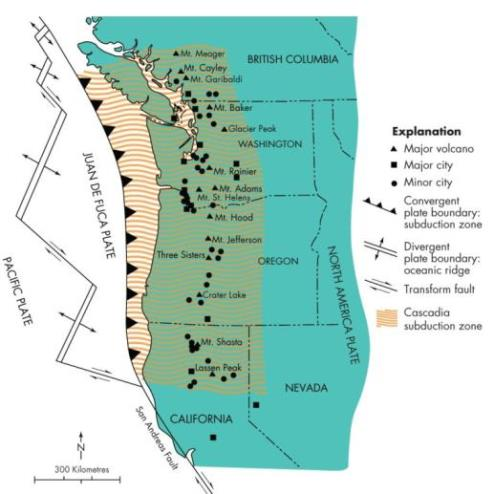 Mt. Meager
BRITISH COLUMBIA
Mt. Cayley
Mt. Garibaldi
Mt. Baker
Glacier Peak
WASHINGTON
Mt. Rainier
Mt. Adams
Mt. St. Helens
Mt. Hood
Mt. Jefferson
Three Sisters
OREGON
Crater Lake
Mt. Shasta
Lassen Peak
NEVADA
CALIFORNIA
JUAN DE FUCA PLATE
PACIFIC PLATE
NORTH AMERICA PLATE
San Andreas Fault
N
300 Kilometres
Explanation
Major volcano
Major city
Minor city
Convergent
plate boundary:
subduction zone
Divergent
plate boundary:
oceanic ridge
Transform fault
Cascadia
subduction zone